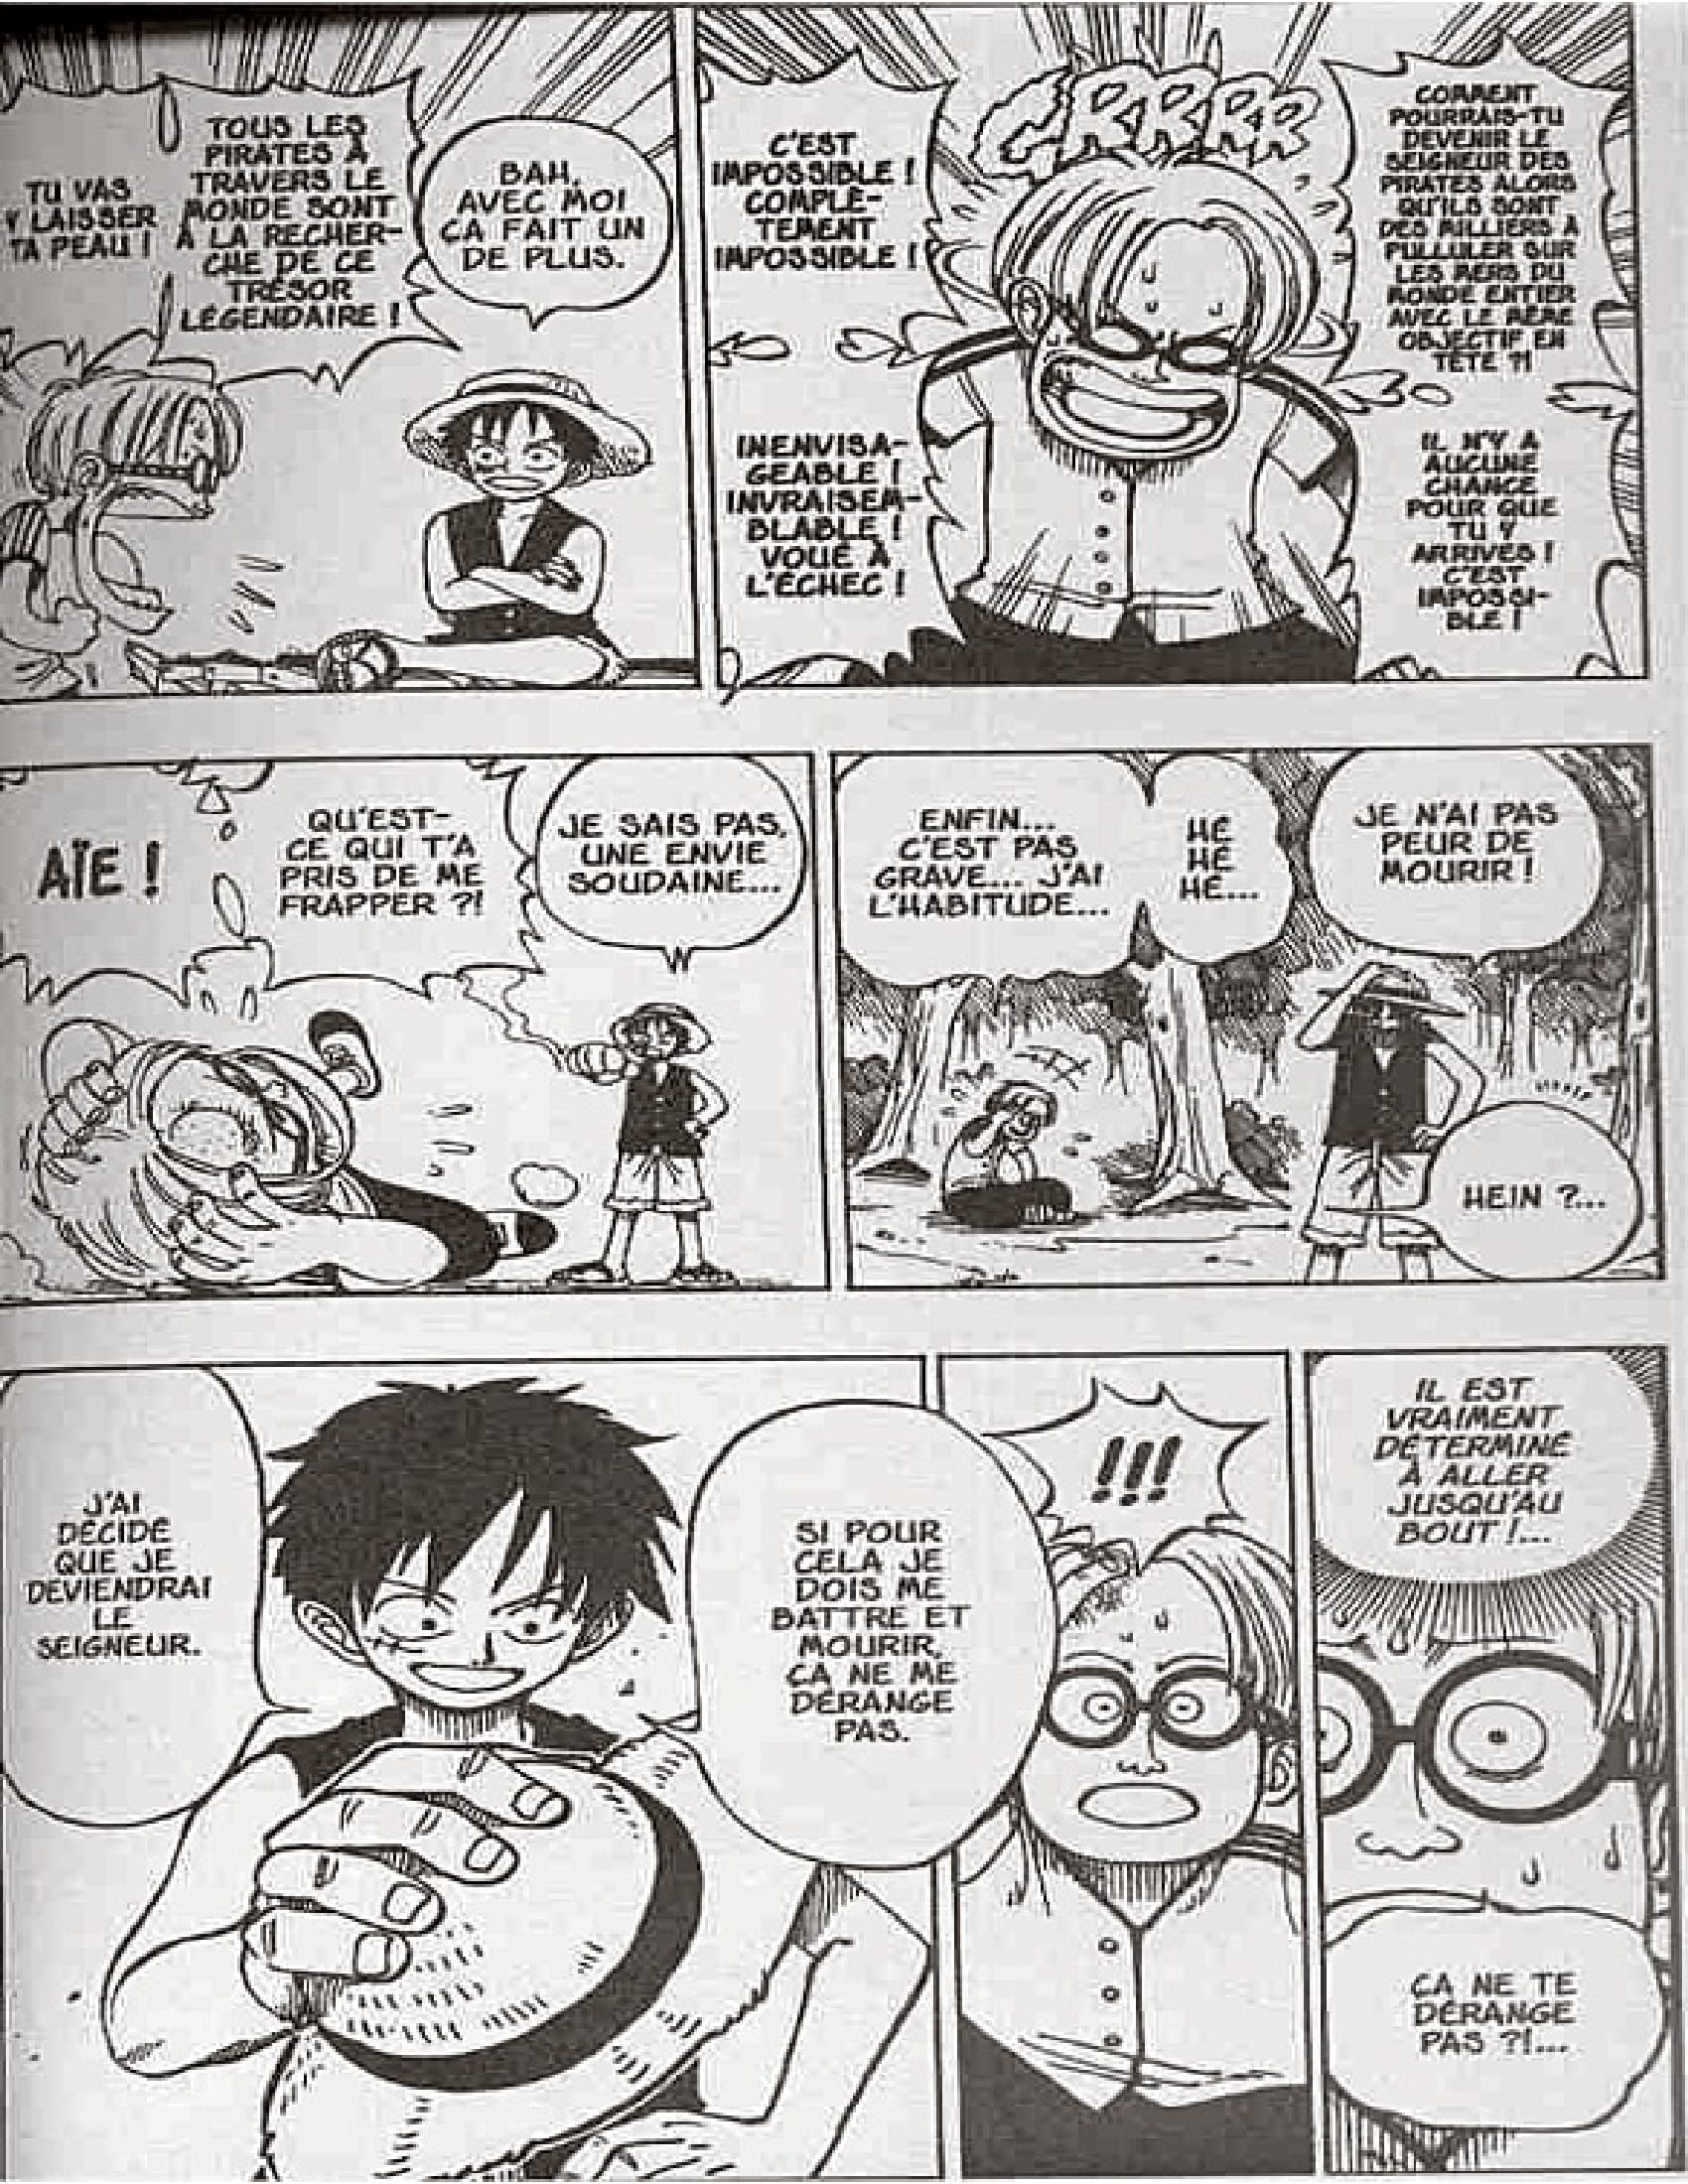 TU VAS
Y LAISSER
TA PEAU !
TOUS LES
PIRATES À
TRAVERS LE
MONDE SONT
À LA RECHER-
CHE DE CE
TRÉSOR
LÉGENDAIRE !
BAH,
AVEC MOI
ÇA FAIT UN
DE PLUS.
C'EST
IMPOSSIBLE !
COMPLÈ-
TEMENT
IMPOSSIBLE !
INENVISA-
GEABLE !
INVRAISEM-
BLABLE !
VOUÉ À
L'ÉCHEC !
GRRRR
COMMENT
POURRAIS-TU
DEVENIR LE
SEIGNEUR DES
PIRATES ALORS
QU'ILS SONT
DES MILLIERS À
PULLULER SUR
LES MERS DU
MONDE ENTIER
AVEC LE MÊME
OBJECTIF EN
TÊTE ?!
IL N'Y A
AUCUNE
CHANCE
POUR QUE
TU Y
ARRIVES !
C'EST
IMPOSSI-
BLE !
AÏE !
QU'EST-
CE QUI T'A
PRIS DE ME
FRAPPER ?!
JE SAIS PAS,
UNE ENVIE
SOUDAINE...
ENFIN...
C'EST PAS
GRAVE... J'AI
L'HABITUDE...
HÉ
HÉ
HÉ...
JE N'AI PAS
PEUR DE
MOURIR !
HEIN ?...
J'AI
DÉCIDÉ
QUE JE
DEVIENDRAI
LE
SEIGNEUR.
SI POUR
CELA JE
DOIS ME
BATTRE ET
MOURIR,
ÇA NE ME
DÉRANGE
PAS.
!!!
IL EST
VRAIMENT
DÉTERMINÉ
À ALLER
JUSQU'AU
BOUT !...
ÇA NE TE
DÉRANGE
PAS ?!...